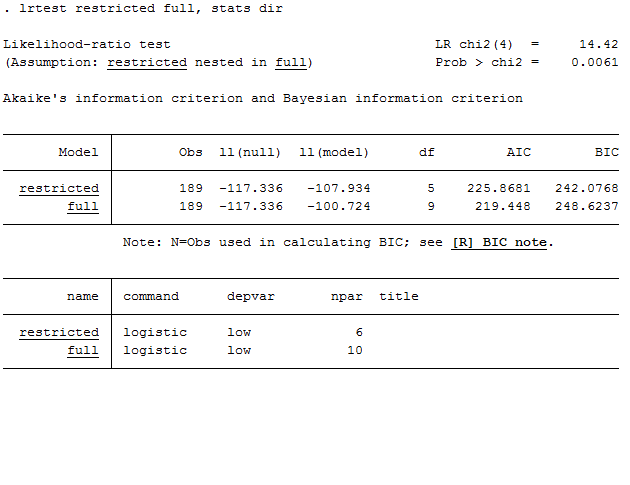 . lrtest restricted full, stats dir
Likelihood-ratio test LR chi2(4) = 14.42
(Assumption: restricted nested in full) Prob > chi2 = 0.0061
Akaike's information criterion and Bayesian information criterion
Model Obs ll(null) ll(model) df AIC BIC
restricted 189 -117.336 -107.934 5 225.8681 242.0768
full 189 -117.336 -100.724 9 219.448 248.6237
Note: N=Obs used in calculating BIC; see [R] BIC note.
name command depvar npar title
restricted logistic low 6
full logistic low 10